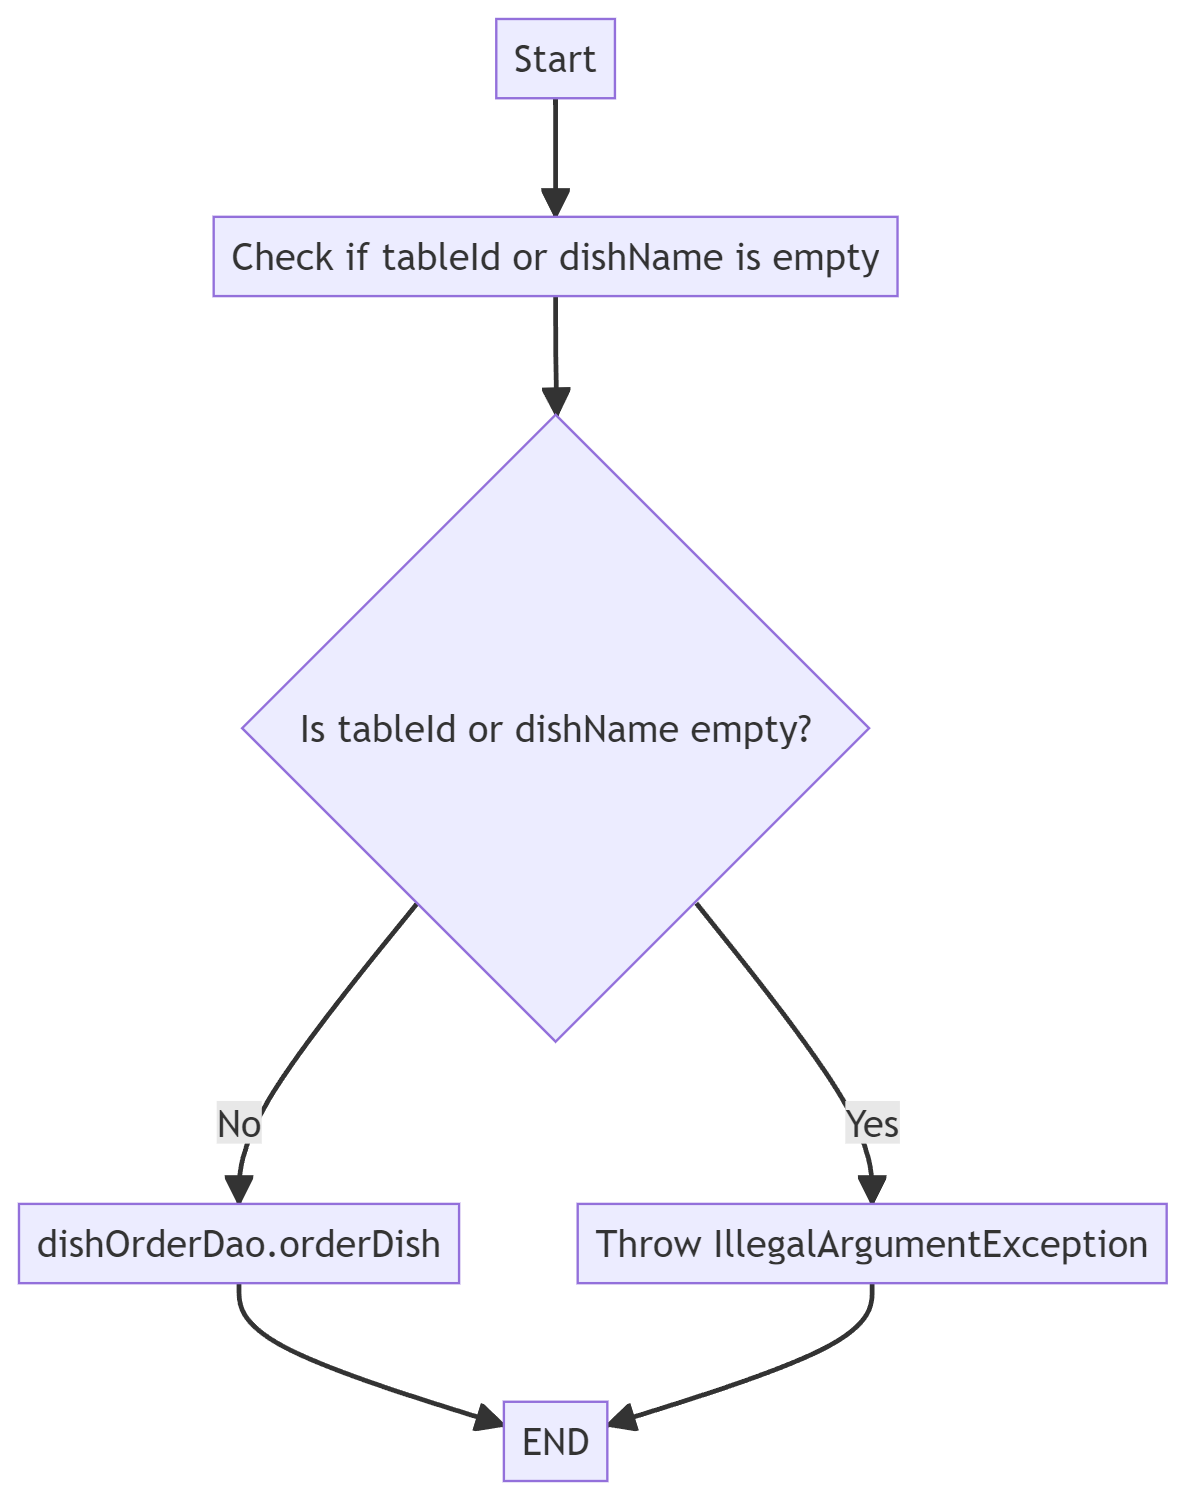 Start
Check if tableId or dishName is empty
Is tableId or dishName empty?
No
Yes
dishOrderDao.orderDish
Throw IllegalArgumentException
END